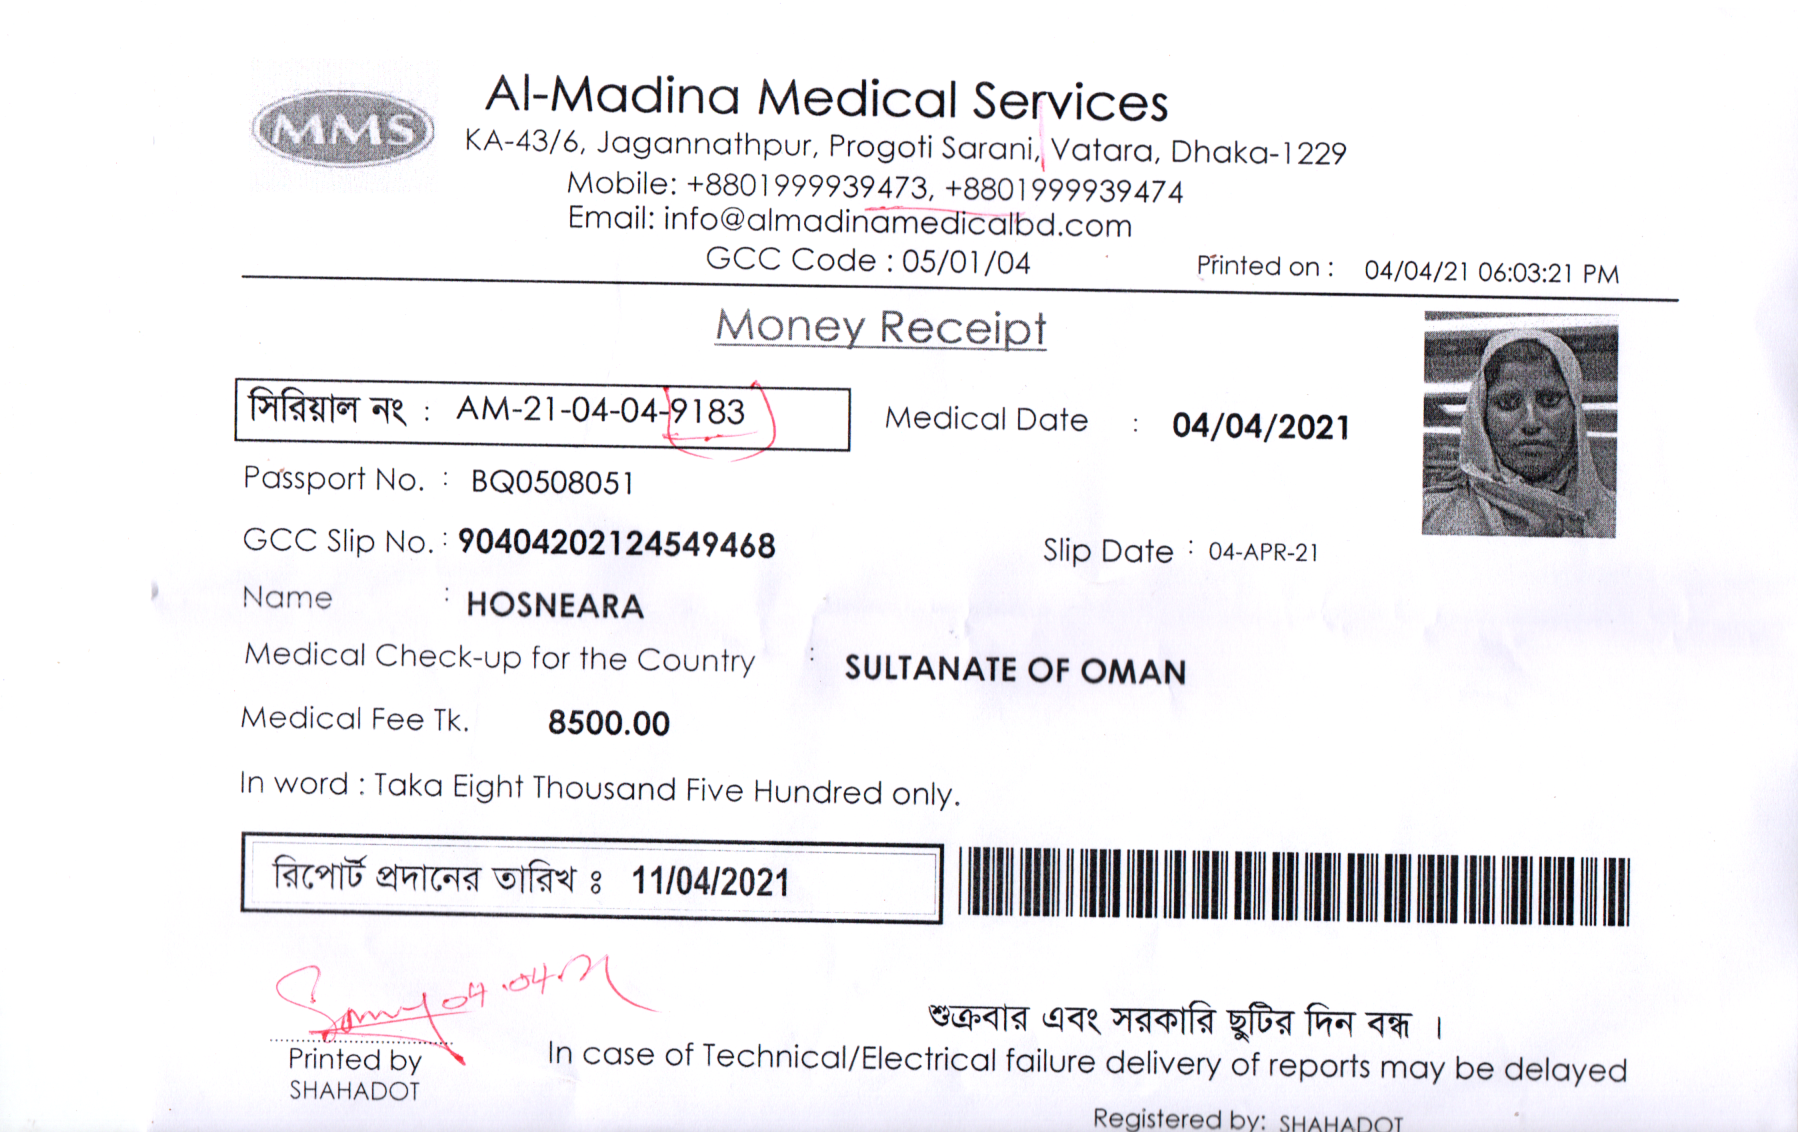 MMS
Al-Madina Medical Services
KA-43/6, Jagannathpur, Progoti Sarani, Vatara, Dhaka-1229
Mobile: +8801999939473, +8801999939474
Email: info@almadinamedicalbd.com
GCC Code : 05/01/04
Printed on : 04/04/21 06:03:21 PM
Money Receipt
সিরিয়াল নং : AM-21-04-04-9183
Medical Date : 04/04/2021
Passport No. : BQ0508051
GCC Slip No. : 90404202124549468
Slip Date : 04-APR-21
Name : HOSNEARA
Medical Check-up for the Country : SULTANATE OF OMAN
Medical Fee Tk. 8500.00
In word : Taka Eight Thousand Five Hundred only.
রিপোর্ট প্রদানের তারিখ ঃ 11/04/2021
04.04.21
Printed by
SHAHADOT
শুক্রবার এবং সরকারি ছুটির দিন বন্ধ ।
In case of Technical/Electrical failure delivery of reports may be delayed
Registered by: SHAHADOT